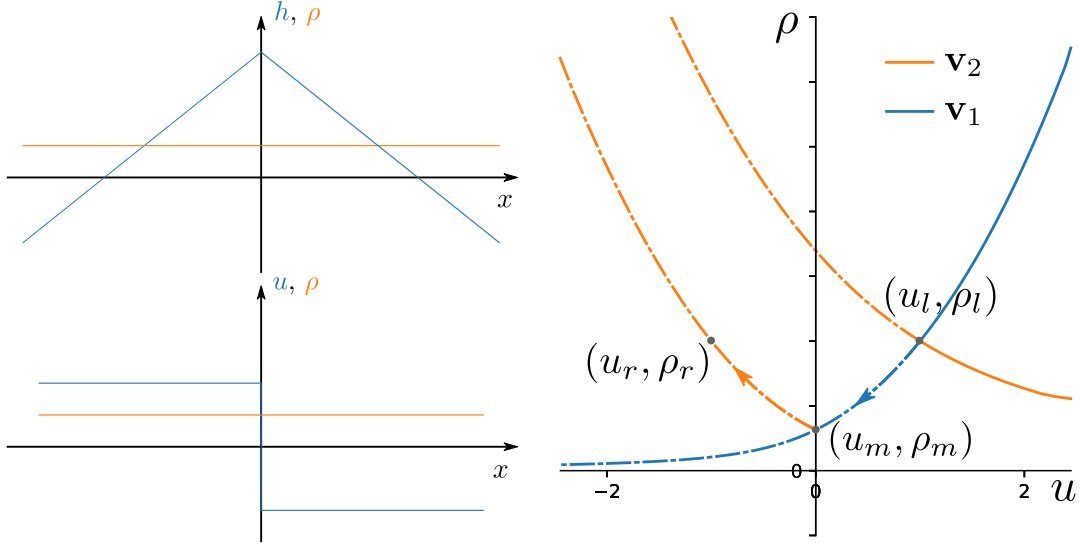 h, ρ
x
u, ρ
x
ρ
v₂
v₁
(uₗ, ρₗ)
(uᵣ, ρᵣ)
(uₘ, ρₘ)
0
−2 0 2 u